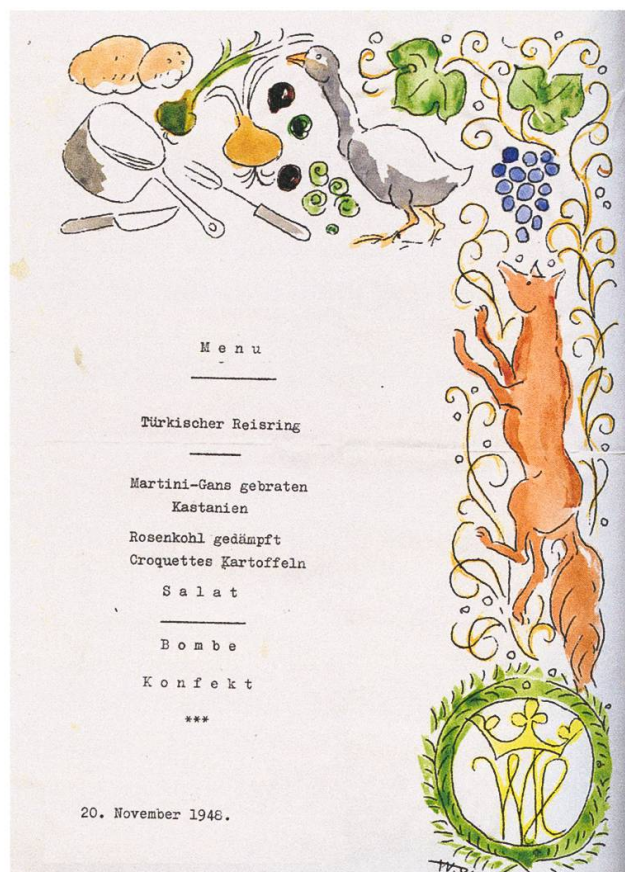 Menu
Türkischer Reisring
Martini-Gans gebraten
Kastanien
Rosenkohl gedämpft
Croquettes Kartoffeln
Salat
Bombe
Konfekt
***
20. November 1948.